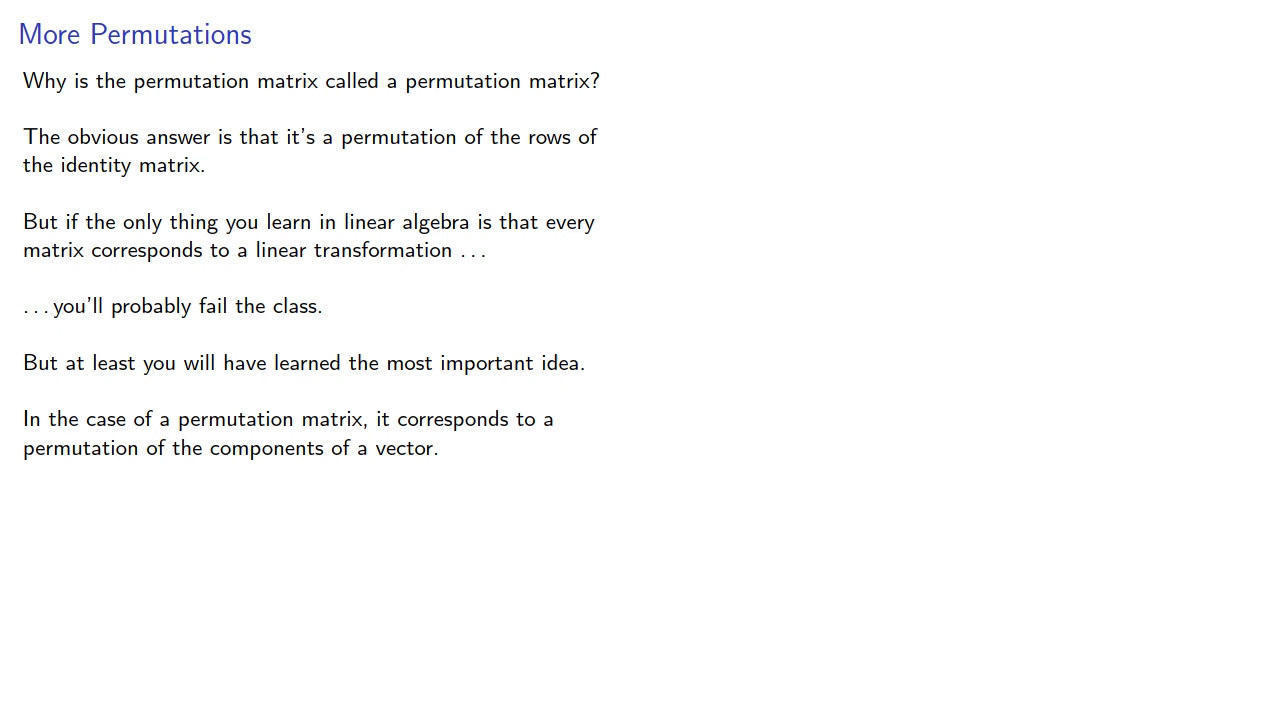 More Permutations
Why is the permutation matrix called a permutation matrix?
The obvious answer is that it's a permutation of the rows of
the identity matrix.
But if the only thing you learn in linear algebra is that every
matrix corresponds to a linear transformation ...
...you'll probably fail the class.
But at least you will have learned the most important idea.
In the case of a permutation matrix, it corresponds to a
permutation of the components of a vector.